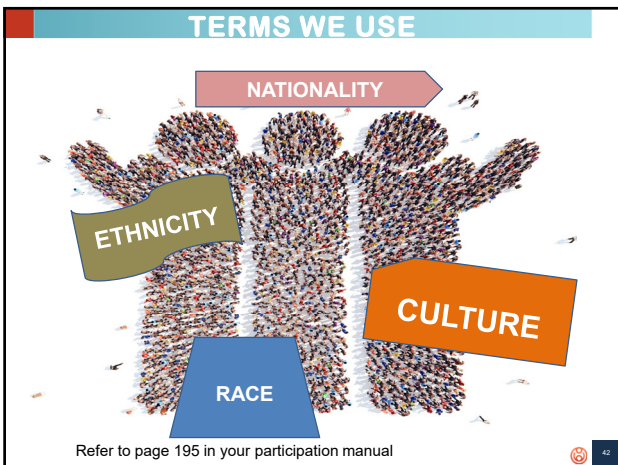 TERMS WE USE
NATIONALITY
ETHNICITY
CULTURE
RACE
Refer to page 195 in your participation manual
42